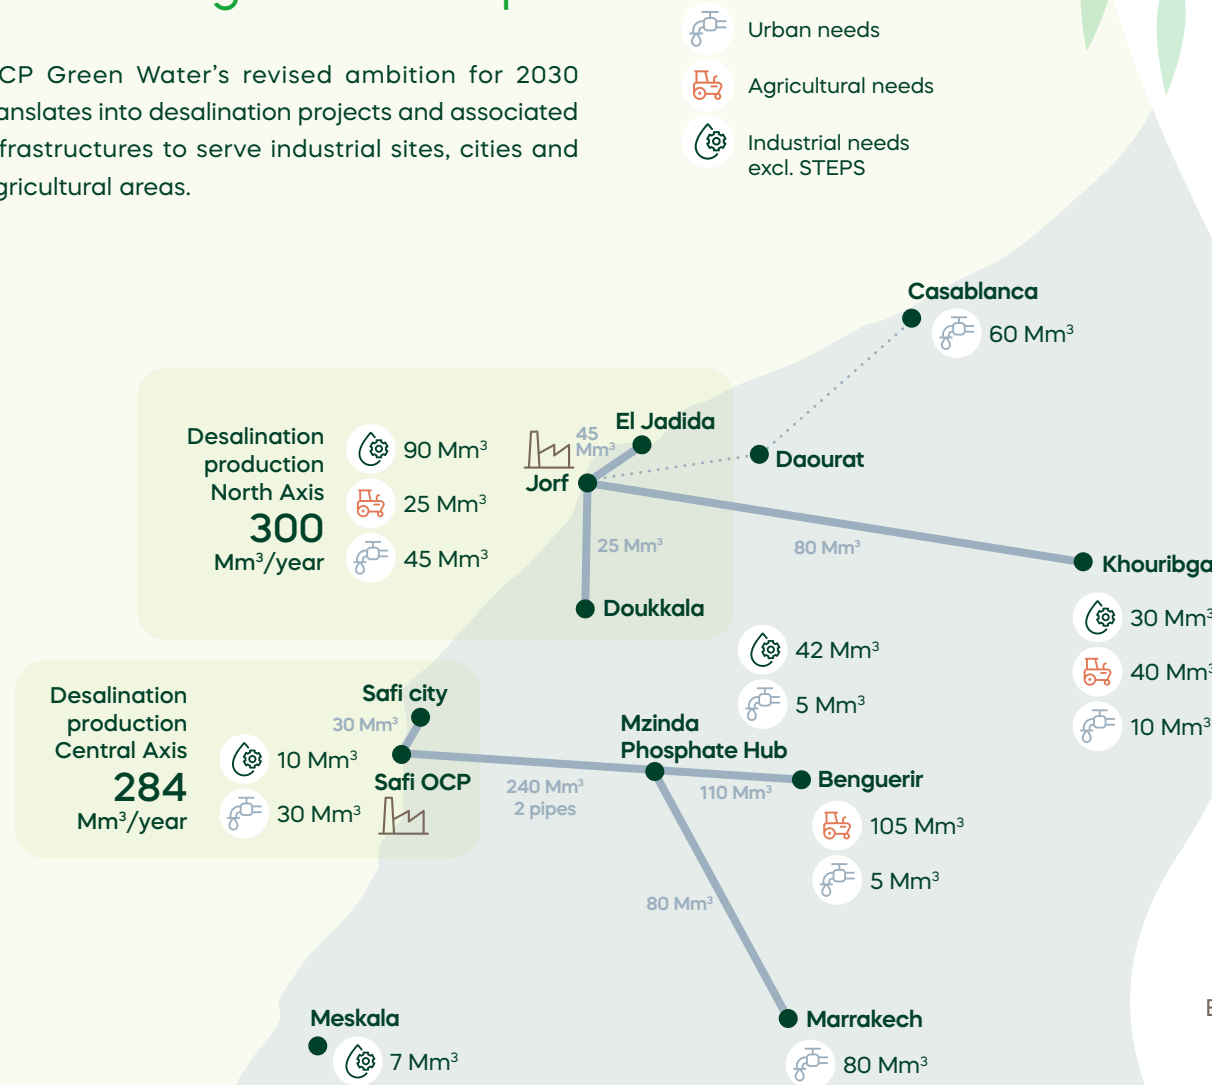 Urban needs
Agricultural needs
Industrial needs
excl. STEPS
CP Green Water's revised ambition for 2030
anslates into desalination projects and associated
frastructures to serve industrial sites, cities and
gricultural areas.
Casablanca
60 Mm³
Desalination
production
North Axis
300
Mm³/year
90 Mm³
25 Mm³
45 Mm³
El Jadida
45
Mm³
Jorf
Daourat
25 Mm³
80 Mm³
Doukkala
Khouribga
30 Mm³
40 Mm³
10 Mm³
42 Mm³
5 Mm³
Desalination
production
Central Axis
284
Mm³/year
10 Mm³
30 Mm³
Safi city
30 Mm³
Safi OCP
Mzinda
Phosphate Hub
240 Mm³
2 pipes
110 Mm³
Benguerir
105 Mm³
5 Mm³
80 Mm³
Marrakech
80 Mm³
Meskala
7 Mm³